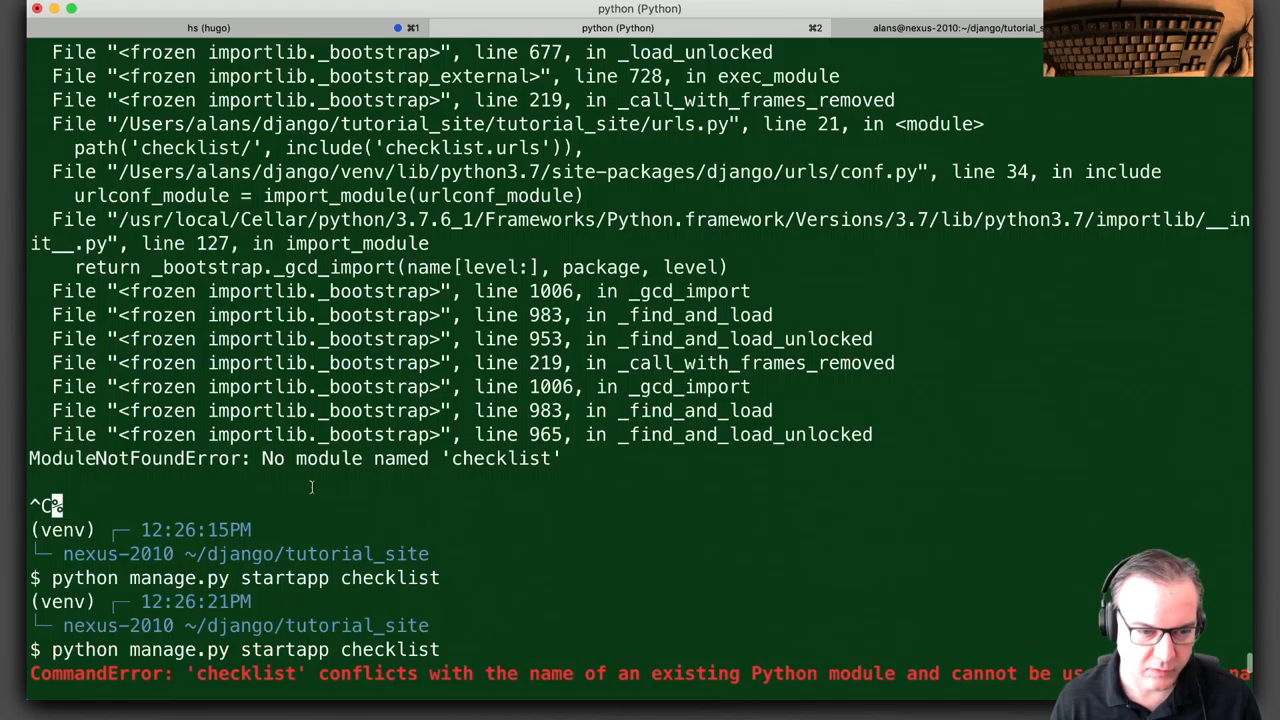 python (Python)
hs (hugo) ⌘1 python (Python) ⌘2 alans@nexus-2010:~/django/tutorial_s
File "<frozen importlib._bootstrap>", line 677, in _load_unlocked
File "<frozen importlib._bootstrap_external>", line 728, in exec_module
File "<frozen importlib._bootstrap>", line 219, in _call_with_frames_removed
File "/Users/alans/django/tutorial_site/tutorial_site/urls.py", line 21, in <module>
path('checklist/', include('checklist.urls')),
File "/Users/alans/django/venv/lib/python3.7/site-packages/django/urls/conf.py", line 34, in include
urlconf_module = import_module(urlconf_module)
File "/usr/local/Cellar/python/3.7.6_1/Frameworks/Python.framework/Versions/3.7/lib/python3.7/importlib/__in
it__.py", line 127, in import_module
return _bootstrap._gcd_import(name[level:], package, level)
File "<frozen importlib._bootstrap>", line 1006, in _gcd_import
File "<frozen importlib._bootstrap>", line 983, in _find_and_load
File "<frozen importlib._bootstrap>", line 953, in _find_and_load_unlocked
File "<frozen importlib._bootstrap>", line 219, in _call_with_frames_removed
File "<frozen importlib._bootstrap>", line 1006, in _gcd_import
File "<frozen importlib._bootstrap>", line 983, in _find_and_load
File "<frozen importlib._bootstrap>", line 965, in _find_and_load_unlocked
ModuleNotFoundError: No module named 'checklist'
^C%
(venv) ┌─ 12:26:15PM
└─ nexus-2010 ~/django/tutorial_site
$ python manage.py startapp checklist
(venv) ┌─ 12:26:21PM
└─ nexus-2010 ~/django/tutorial_site
$ python manage.py startapp checklist
CommandError: 'checklist' conflicts with the name of an existing Python module and cannot be us